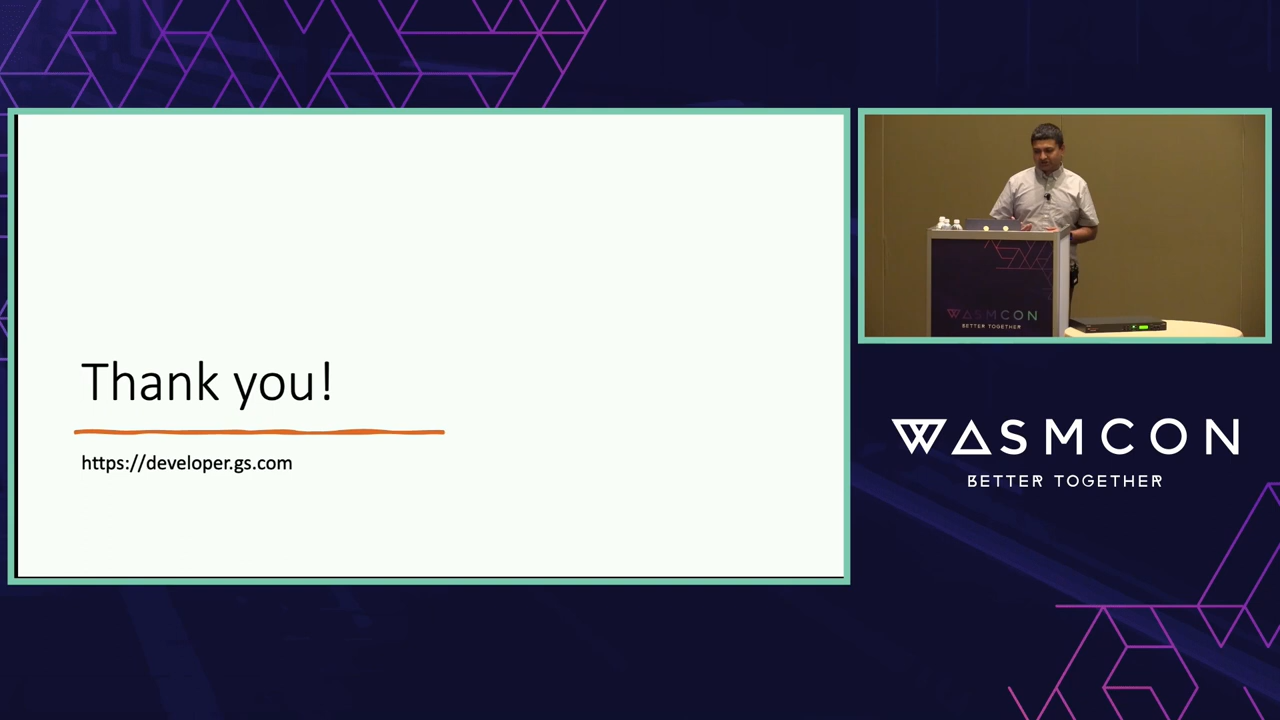 Thank you!
https://developer.gs.com
WASMCON
BETTER TOGETHER
WASMCON
BETTER TOGETHER